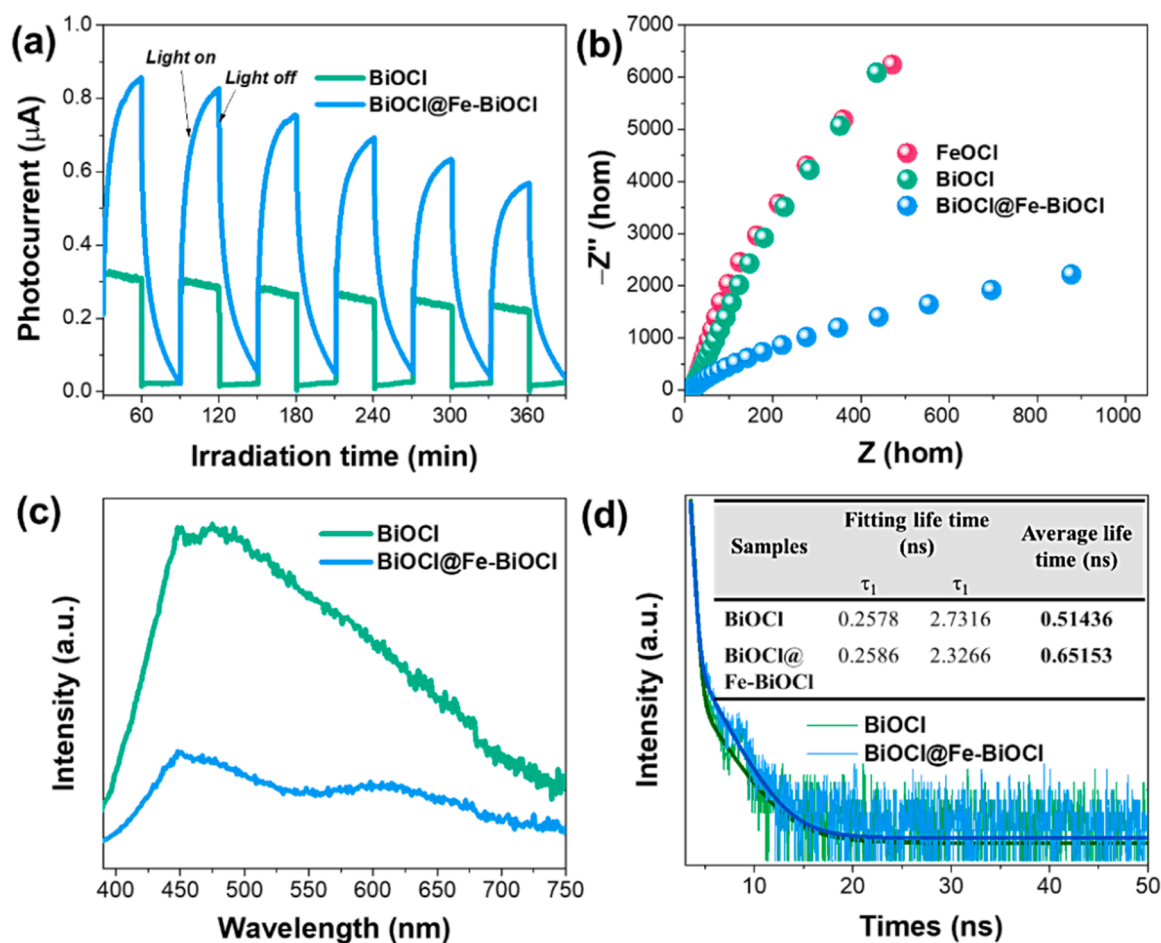 (a)
Light on
Light off
BiOCl
BiOCl@Fe-BiOCl
Photocurrent (μA)
1.0
0.8
0.6
0.4
0.2
0.0
60 120 180 240 300 360
Irradiation time (min)
(b)
FeOCl
BiOCl
BiOCl@Fe-BiOCl
–Z'' (hom)
7000
6000
5000
4000
3000
2000
1000
0
0 200 400 600 800 1000
Z (hom)
(c)
BiOCl
BiOCl@Fe-BiOCl
Intensity (a.u.)
400 450 500 550 600 650 700 750
Wavelength (nm)
(d)
Samples Fitting life time (ns) Average life time (ns)
τ1 τ1
BiOCl 0.2578 2.7316 0.51436
BiOCl@ 0.2586 2.3266 0.65153
Fe-BiOCl
BiOCl
BiOCl@Fe-BiOCl
Intensity (a.u.)
10 20 30 40 50
Times (ns)